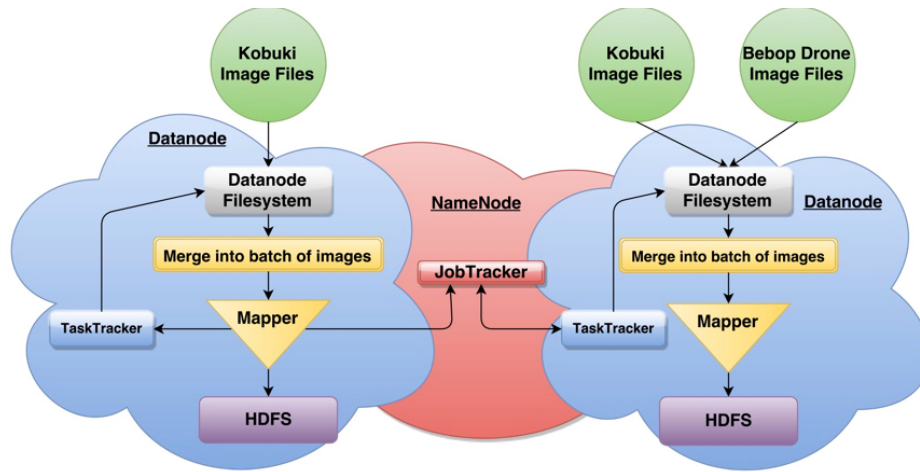 Kobuki
Image Files
Kobuki
Image Files
Bebop Drone
Image Files
Datanode
Datanode
Filesystem
Merge into batch of images
Mapper
TaskTracker
HDFS
NameNode
JobTracker
Datanode
Filesystem
Datanode
Merge into batch of images
TaskTracker
Mapper
HDFS